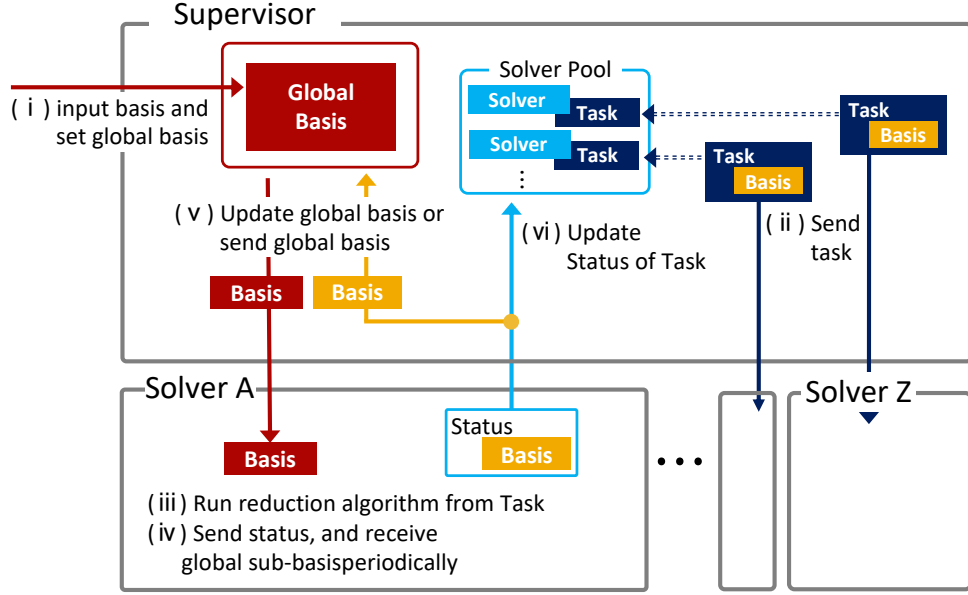 Supervisor
(ⅰ) input basis and
set global basis
Global
Basis
Solver Pool
Solver
Task
Solver
Task
⋮
Task
Basis
Task
Basis
(ⅱ) Send
task
(ⅴ) Update global basis or
send global basis
(ⅵ) Update
Status of Task
Basis
Basis
Solver A
Basis
Status
Basis
(ⅲ) Run reduction algorithm from Task
(ⅳ) Send status, and receive
global sub-basisperiodically
• • •
Solver Z